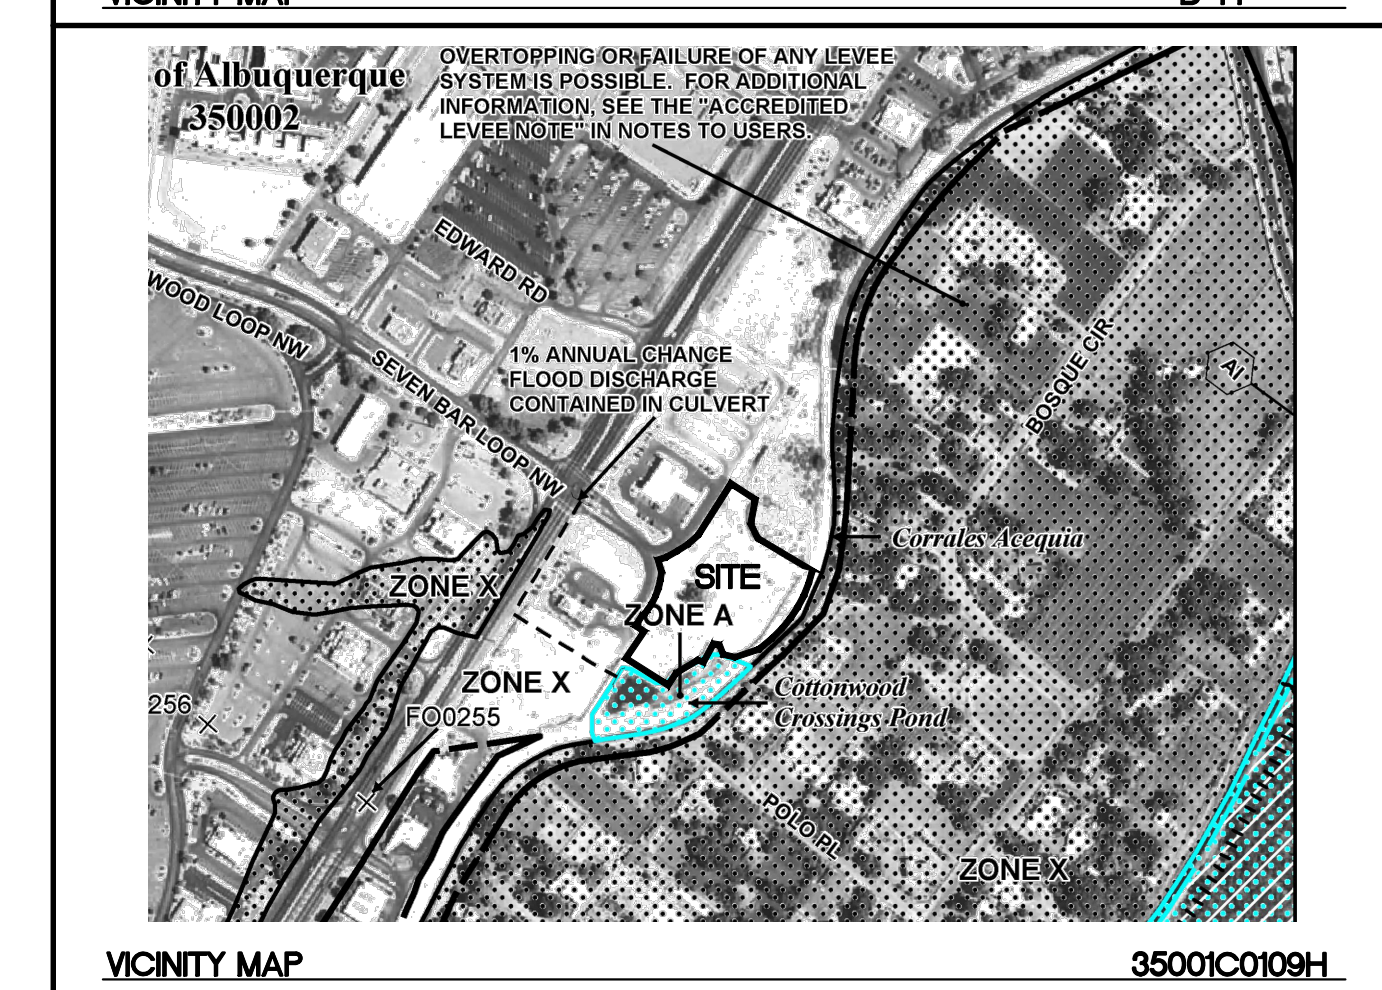 of Albuquerque
350002
OVERTOPPING OR FAILURE OF ANY LEVEE
SYSTEM IS POSSIBLE. FOR ADDITIONAL
INFORMATION, SEE THE "ACCREDITED
LEVEE NOTE" IN NOTES TO USERS.
EDWARD RD
WOOD LOOP NW
SEVEN BAR LOOP NW
1% ANNUAL CHANCE
FLOOD DISCHARGE
CONTAINED IN CULVERT
BOSQUE CIR
AI
Corrales Acequia
ZONE X
SITE
ZONE A
ZONE X
Cottonwood
Crossings Pond
256
FO0255
POLO PL
ZONE X
VICINITY MAP
35001C0109H